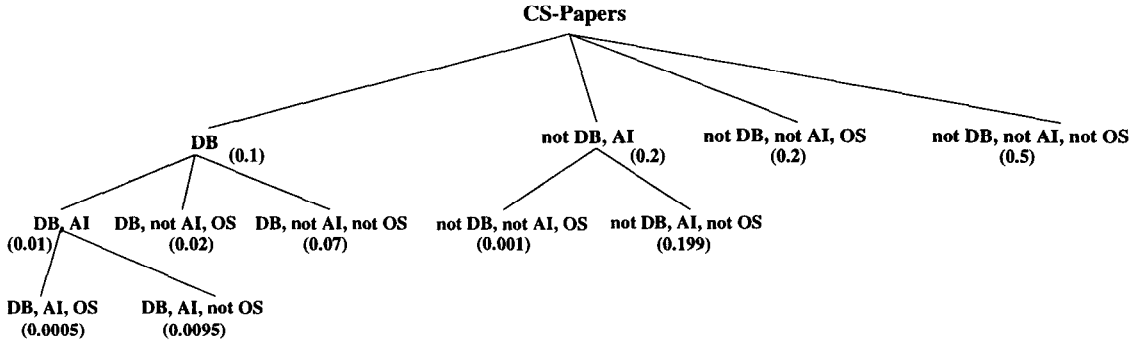 CS-Papers
DB
(0.1)
not DB, AI
(0.2)
not DB, not AI, OS
(0.2)
not DB, not AI, not OS
(0.5)
DB, AI
(0.01)
DB, not AI, OS
(0.02)
DB, not AI, not OS
(0.07)
not DB, not AI, OS
(0.001)
not DB, AI, not OS
(0.199)
DB, AI, OS
(0.0005)
DB, AI, not OS
(0.0095)